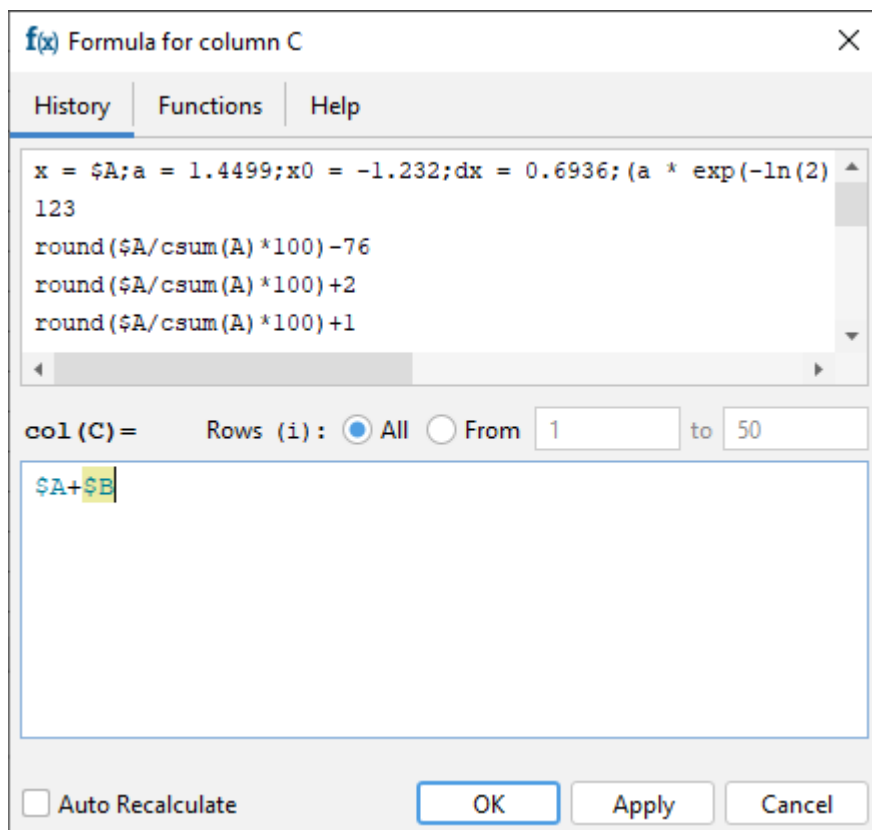 f(x) Formula for column C
History Functions Help
x = $A;a = 1.4499;x0 = -1.232;dx = 0.6936;(a * exp(-ln(2)
123
round($A/csum(A)*100)-76
round($A/csum(A)*100)+2
round($A/csum(A)*100)+1
col(C)= Rows (i): All From 1 to 50
$A+$B
Auto Recalculate OK Apply Cancel